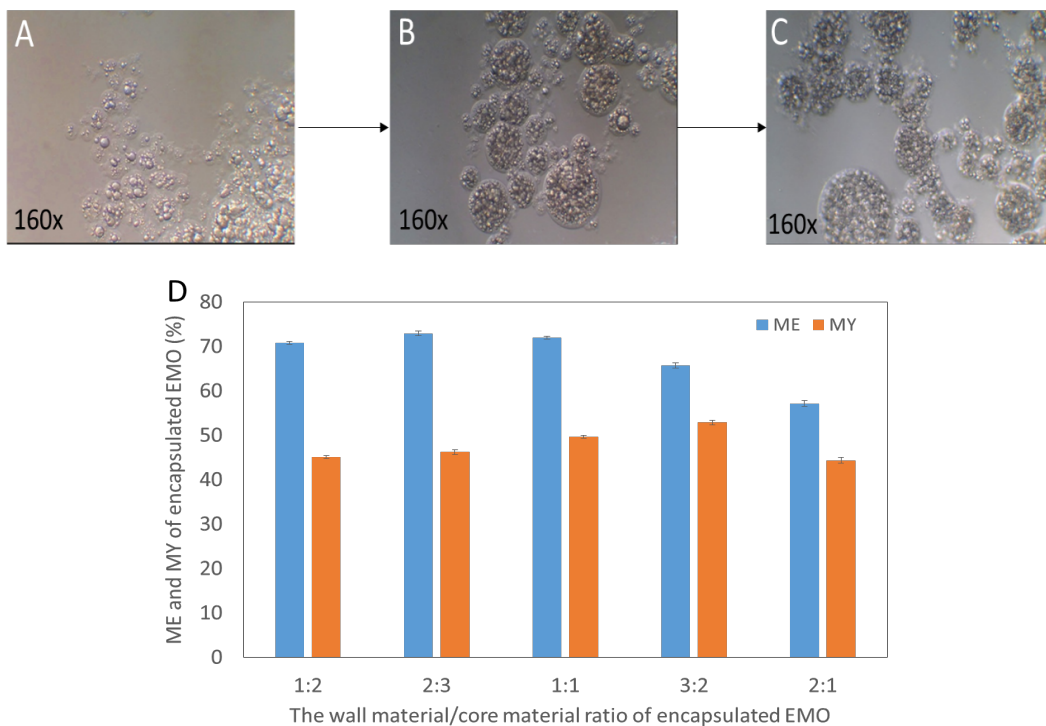 A
B
C
160x
160x
160x
D
ME and MY of encapsulated EMO (%)
80
70
60
50
40
30
20
10
0
ME
MY
1:2
2:3
1:1
3:2
2:1
The wall material/core material ratio of encapsulated EMO